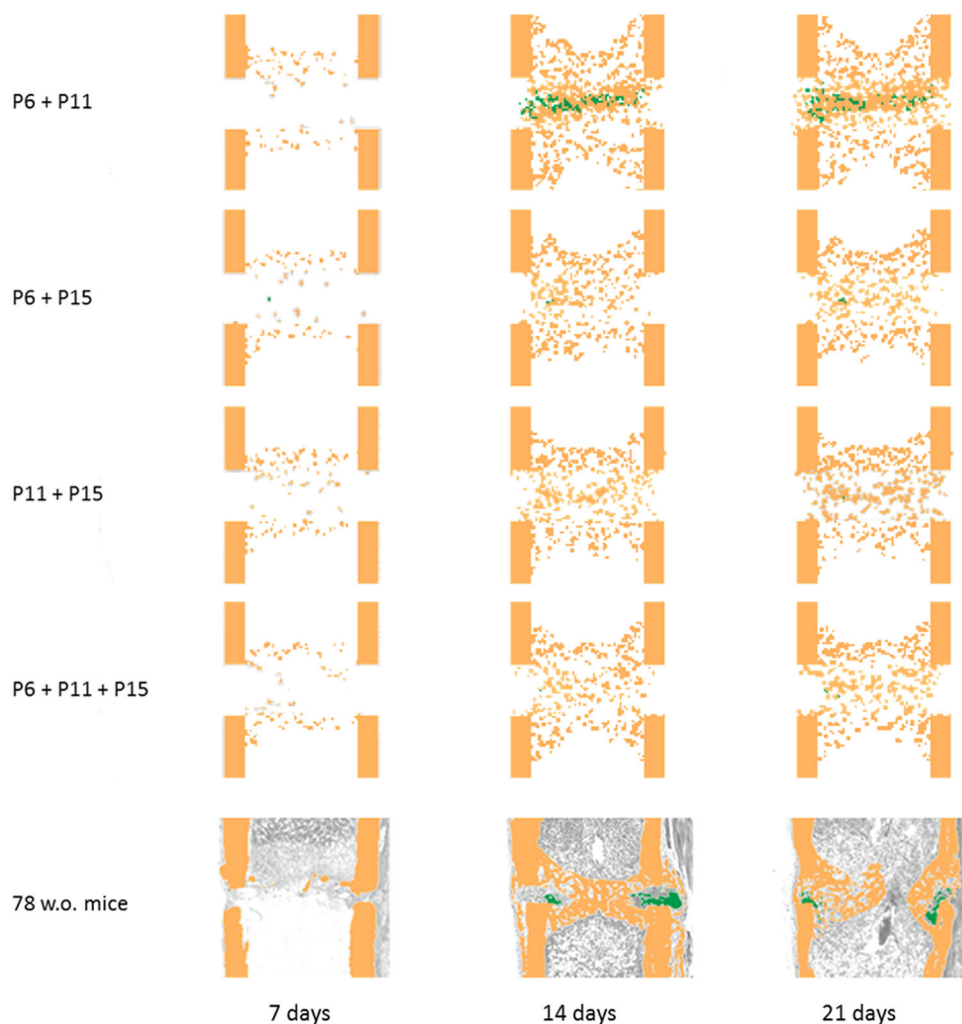 P6 + P11
P6 + P15
P11 + P15
P6 + P11 + P15
78 w.o. mice
7 days
14 days
21 days